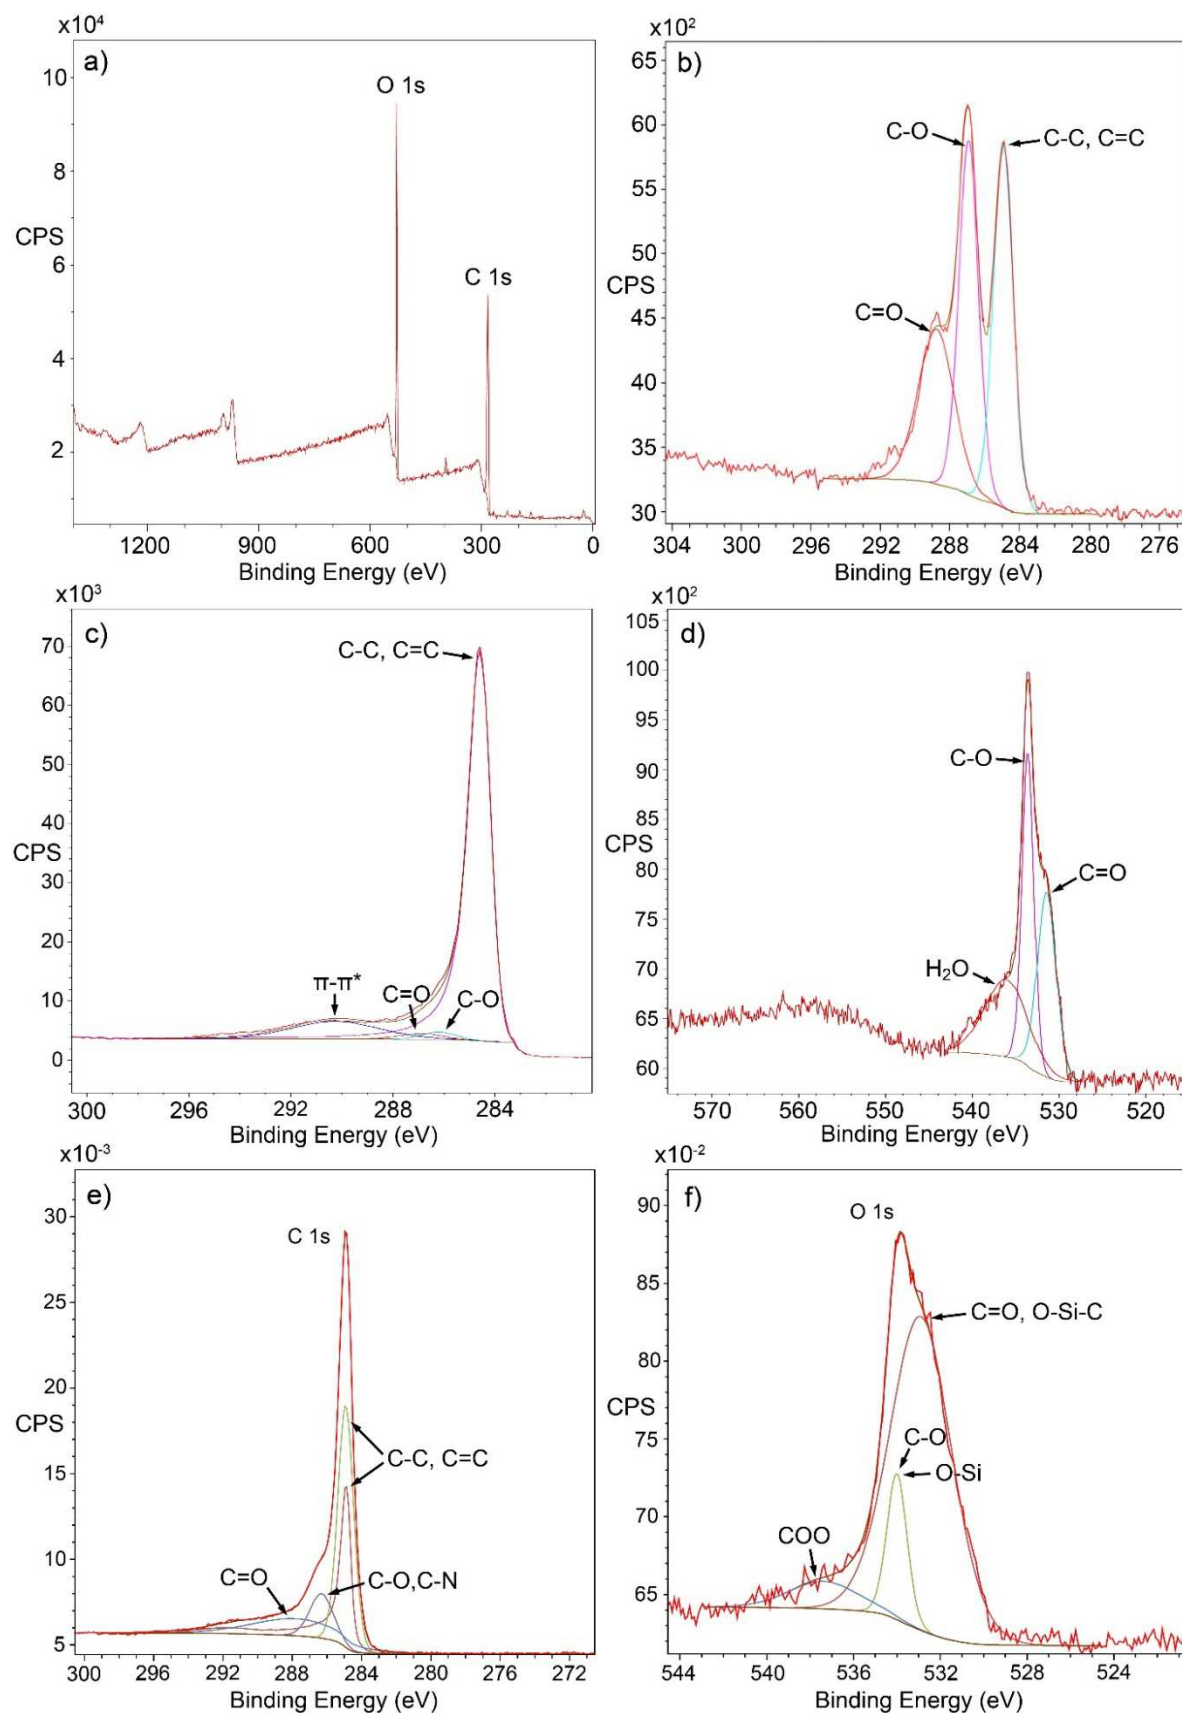 x10⁴
a)
10
8
6
4
2
CPS
O 1s
C 1s
1200 900 600 300 0
Binding Energy (eV)
x10²
b)
65
60
55
50
45
40
35
30
CPS
C-O
C-C, C=C
C=O
304 300 296 292 288 284 280 276
Binding Energy (eV)
x10³
c)
70
60
50
40
30
20
10
0
CPS
C-C, C=C
π-π*
C=O
C-O
300 296 292 288 284
Binding Energy (eV)
x10²
d)
105
100
95
90
85
80
75
70
65
60
CPS
C-O
C=O
H₂O
570 560 550 540 530 520
Binding Energy (eV)
x10⁻³
e)
30
25
20
15
10
5
CPS
C 1s
C-C, C=C
C=O
C-O,C-N
300 296 292 288 284 280 276 272
Binding Energy (eV)
x10⁻²
f)
90
85
80
75
70
65
CPS
O 1s
C=O, O-Si-C
C-O
O-Si
COO
544 540 534 532 528 524
Binding Energy (eV)